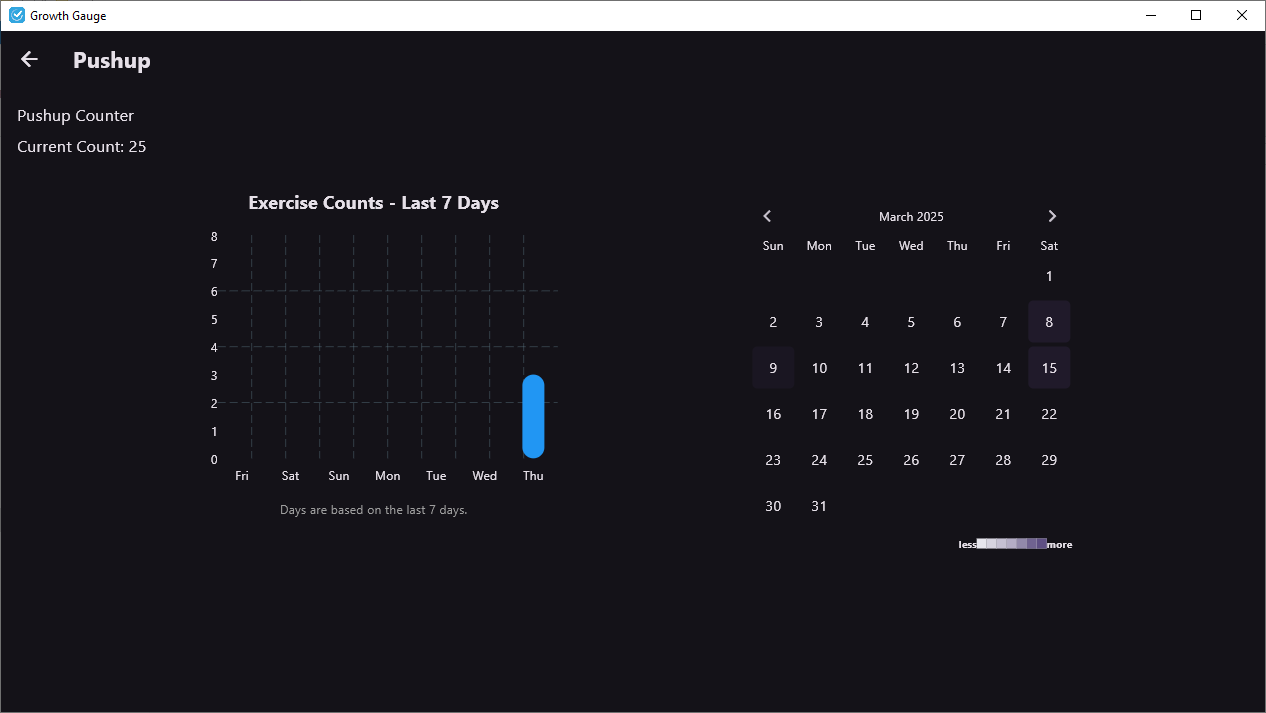 Growth Gauge
Pushup
Pushup Counter
Current Count: 25
Exercise Counts - Last 7 Days
8
7
6
5
4
3
2
1
0
Fri Sat Sun Mon Tue Wed Thu
Days are based on the last 7 days.
March 2025
Sun Mon Tue Wed Thu Fri Sat
1
2 3 4 5 6 7 8
9 10 11 12 13 14 15
16 17 18 19 20 21 22
23 24 25 26 27 28 29
30 31
less more